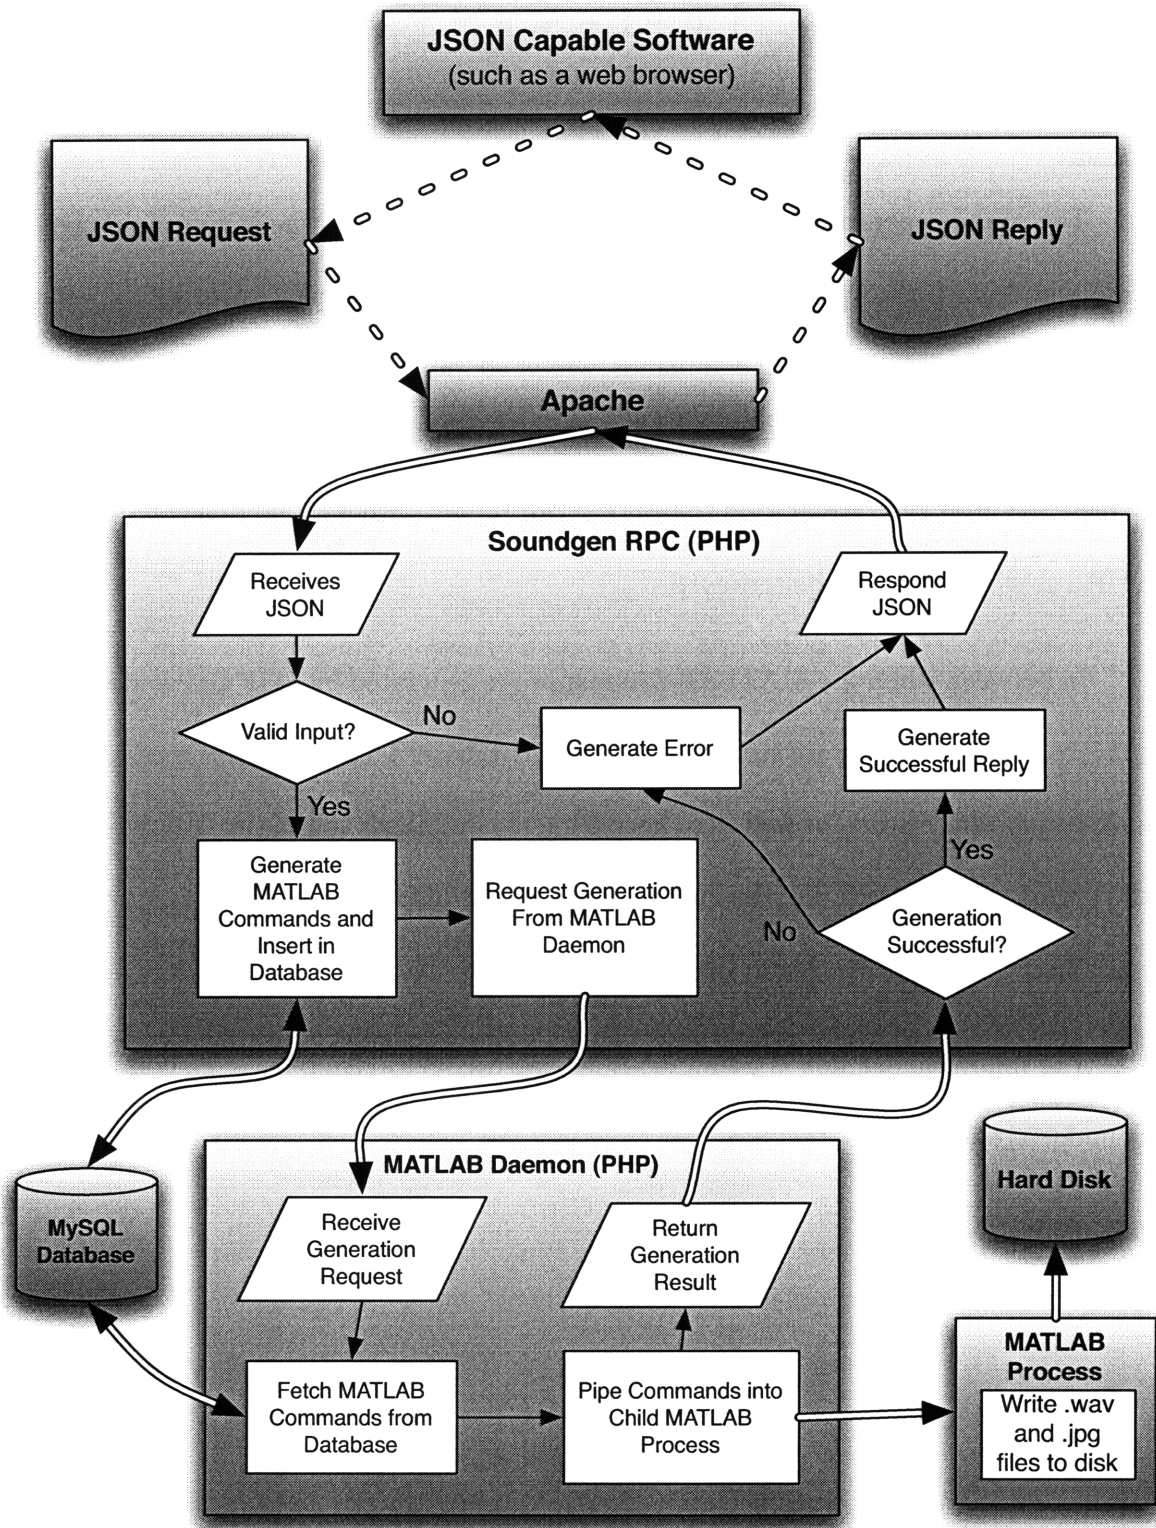 JSON Capable Software
(such as a web browser)
JSON Request
JSON Reply
Apache
Soundgen RPC (PHP)
Receives
JSON
Respond
JSON
Valid Input?
No
Generate Error
Generate
Successful Reply
Yes
Yes
Generate
MATLAB
Commands and
Insert in
Database
Request Generation
From MATLAB
Daemon
No
Generation
Successful?
MATLAB Daemon (PHP)
Hard Disk
MySQL
Database
Receive
Generation
Request
Return
Generation
Result
Fetch MATLAB
Commands from
Database
Pipe Commands into
Child MATLAB
Process
MATLAB
Process
Write .wav
and .jpg
files to disk